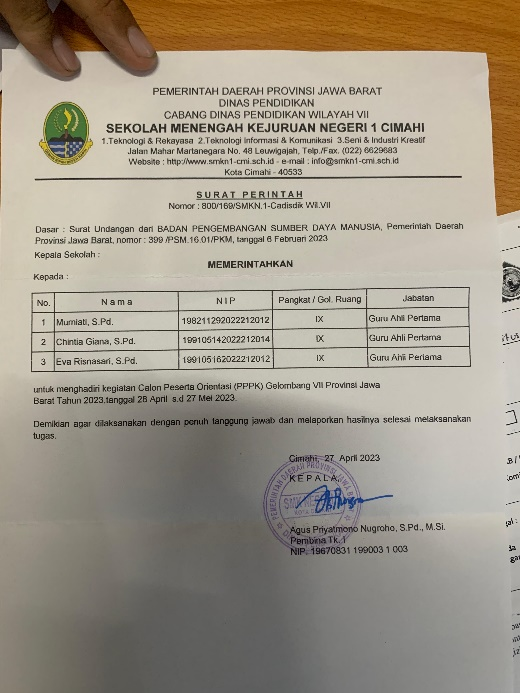 PEMERINTAH DAERAH PROVINSI JAWA BARAT
DINAS PENDIDIKAN
CABANG DINAS PENDIDIKAN WILAYAH VII
SEKOLAH MENENGAH KEJURUAN NEGERI 1 CIMAHI
1.Teknologi & Rekayasa 2.Teknologi Informasi & Komunikasi 3.Seni & Industri Kreatif
Jalan Mahar Martanegara No. 48 Leuwigajah, Telp./Fax. (022) 6629683
Website : http://www.smkn1-cmi.sch.id - e-mail : info@smkn1-cmi.sch.id
Kota Cimahi - 40533
SURAT PERINTAH
Nomor : 800/169/SMKN.1-Cadisdik Wil.VII
Dasar : Surat Undangan dari BADAN PENGEMBANGAN SUMBER DAYA MANUSIA, Pemerintah Daerah
Provinsi Jawa Barat, nomor : 399 /PSM.16.01/PKM, tanggal 6 Februari 2023
Kepala Sekolah :
MEMERINTAHKAN
Kepada :
No. Nama NIP Pangkat / Gol. Ruang Jabatan
1 Murniati, S.Pd. 198211292022212012 IX Guru Ahli Pertama
2 Chintia Giana, S.Pd. 199105142022212014 IX Guru Ahli Pertama
3 Eva Risnasari, S.Pd. 199105162022212012 IX Guru Ahli Pertama
untuk menghadiri kegiatan Calon Peserta Orientasi (PPPK) Gelombang VII Provinsi Jawa
Barat Tahun 2023,tanggal 26 April s.d 27 Mei 2023.
Demikian agar dilaksanakan dengan penuh tanggung jawab dan melaporkan hasilnya selesai melaksanakan
tugas.
Cimahi, 27 April 2023
KEPALA,
Agus Priyatmono Nugroho, S.Pd., M.Si.
Pembina Tk.1
NIP. 19670831 199003 1 003